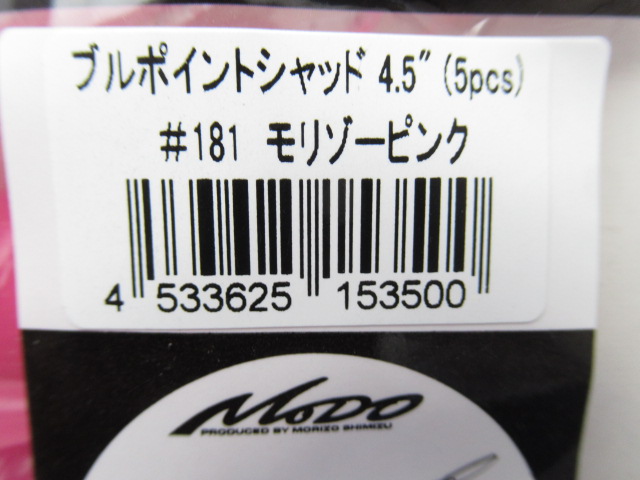 ブルポイントシャッド 4.5" (5pcs)
#181 モリゾーピンク
4 533625 153500
MODO
PRODUCED BY MORIZO SHIMIZU